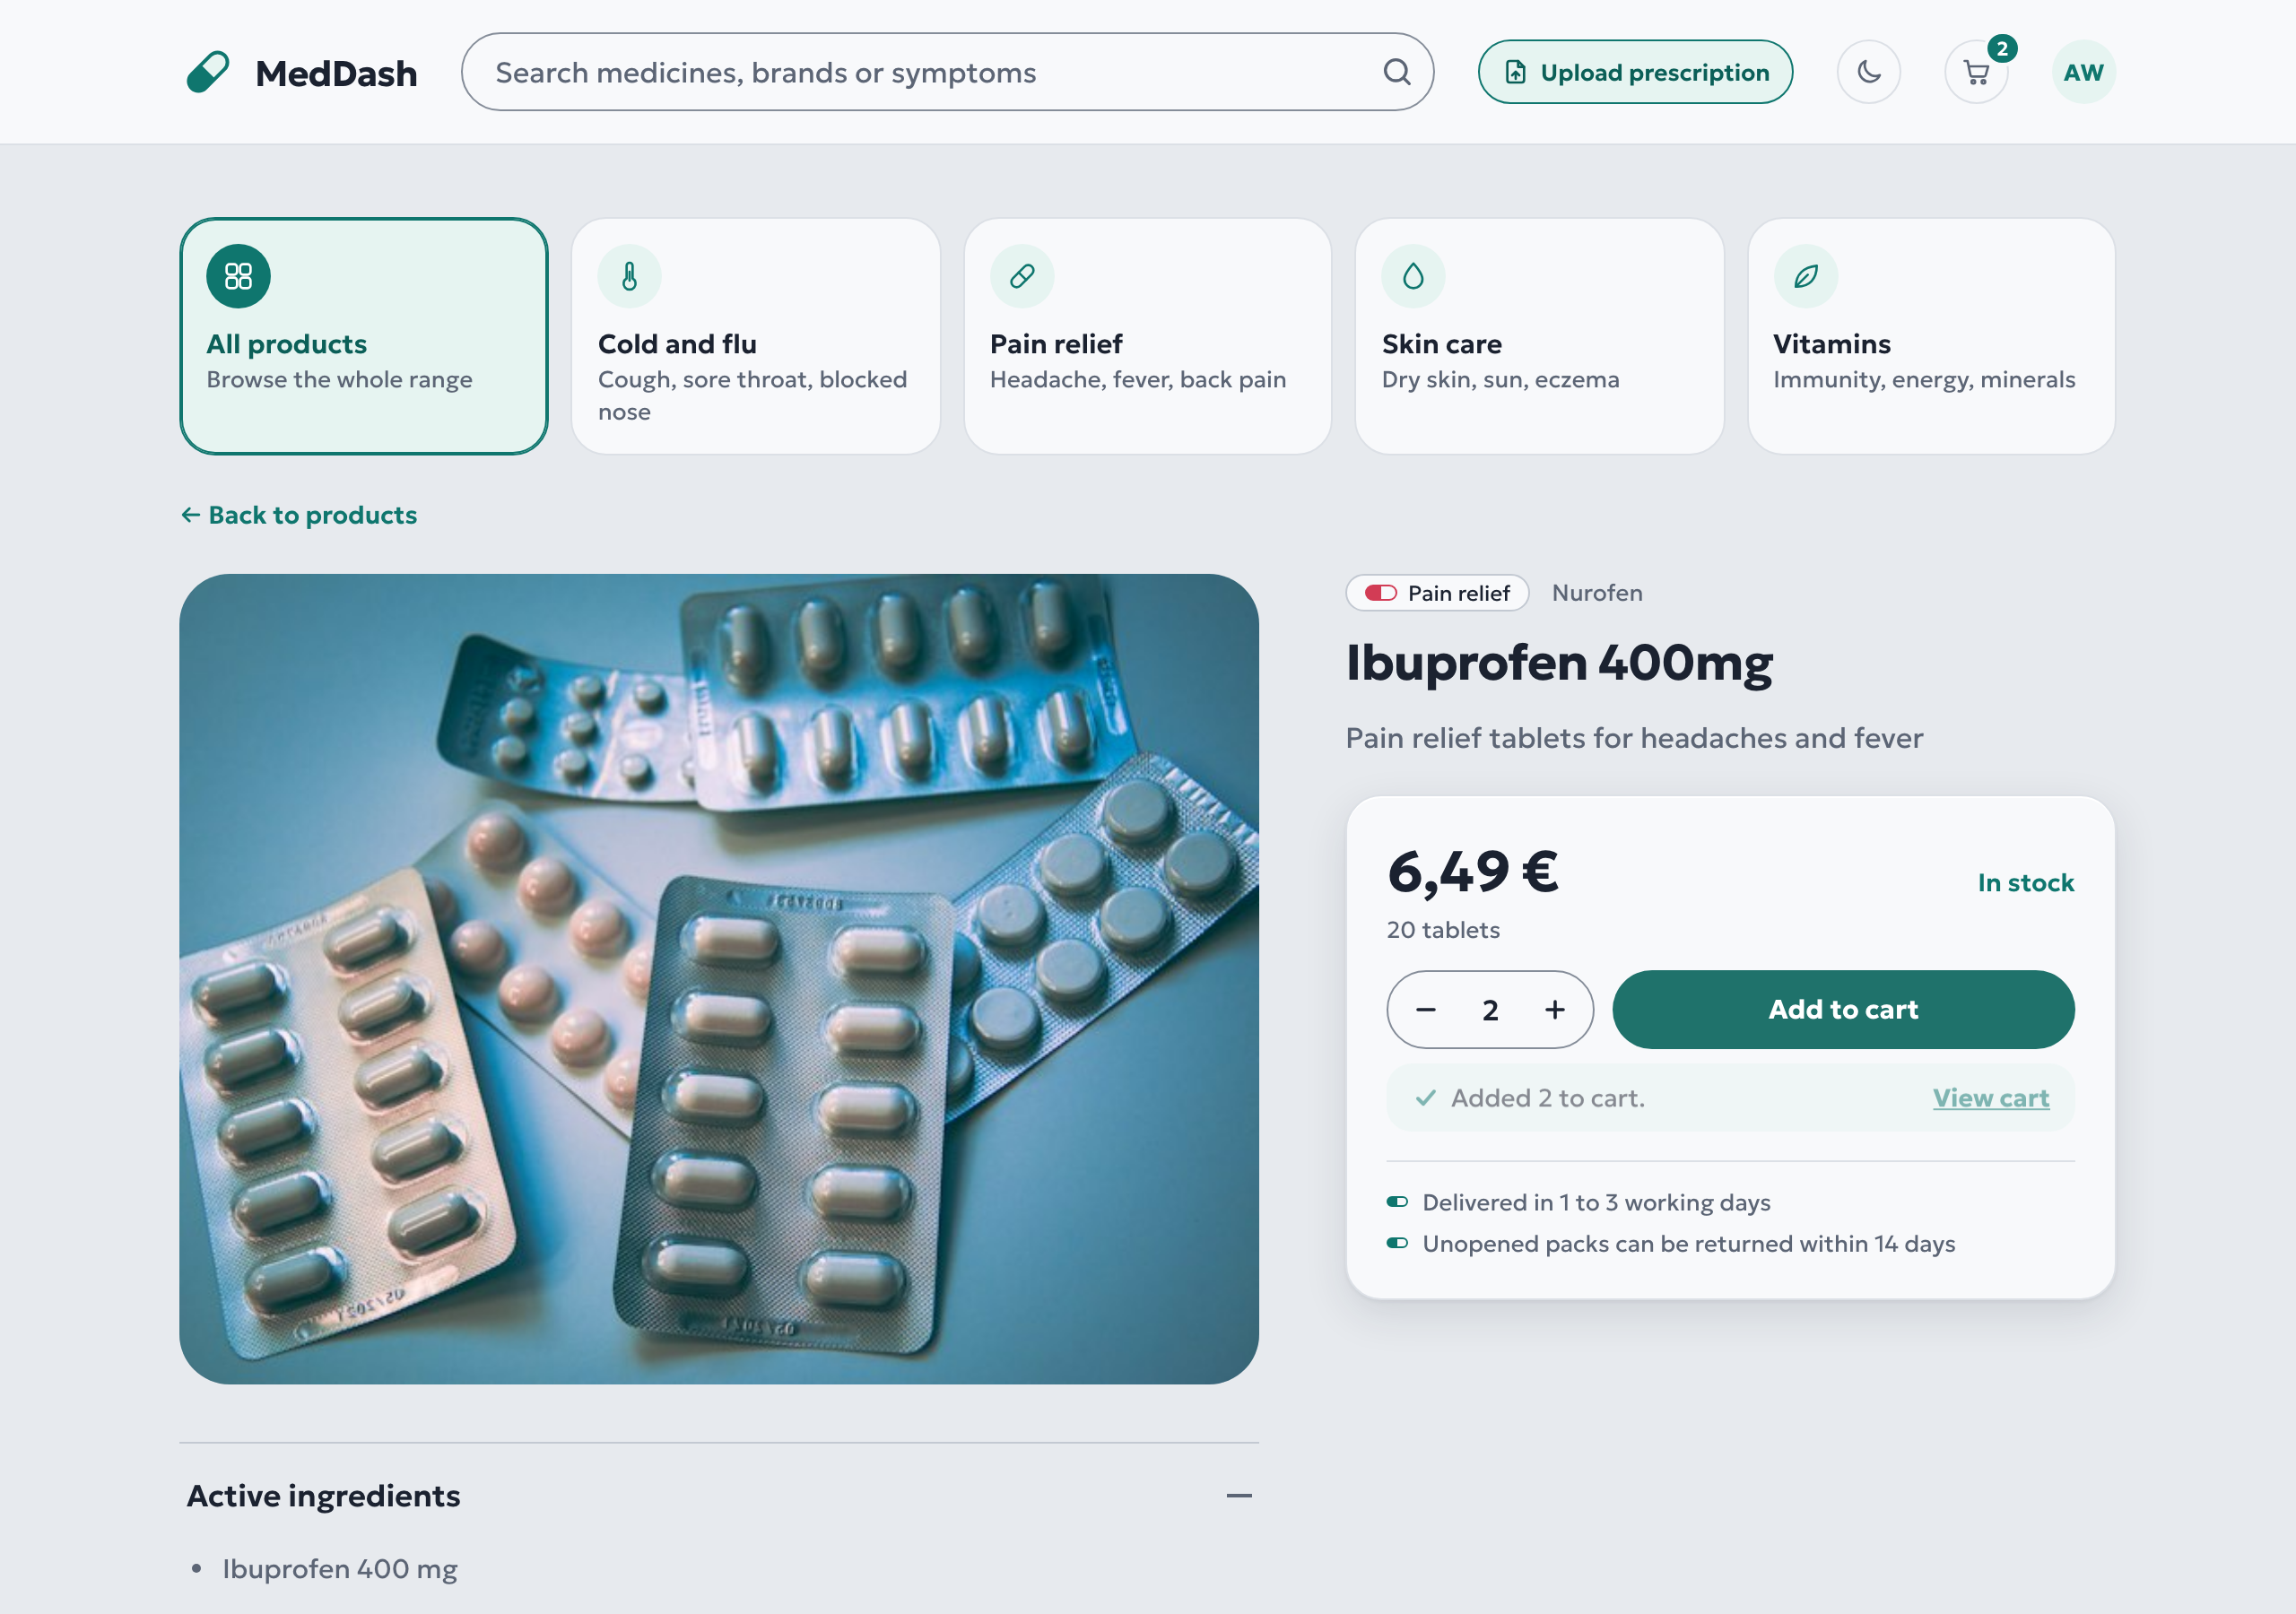 MedDash
Search medicines, brands or symptoms
Upload prescription
2
AW
All products
Browse the whole range
Cold and flu
Cough, sore throat, blocked
nose
Pain relief
Headache, fever, back pain
Skin care
Dry skin, sun, eczema
Vitamins
Immunity, energy, minerals
← Back to products
Pain relief
Nurofen
Ibuprofen 400mg
Pain relief tablets for headaches and fever
6,49 €
In stock
20 tablets
− 2 +
Add to cart
Added 2 to cart.
View cart
Delivered in 1 to 3 working days
Unopened packs can be returned within 14 days
Active ingredients
• Ibuprofen 400 mg